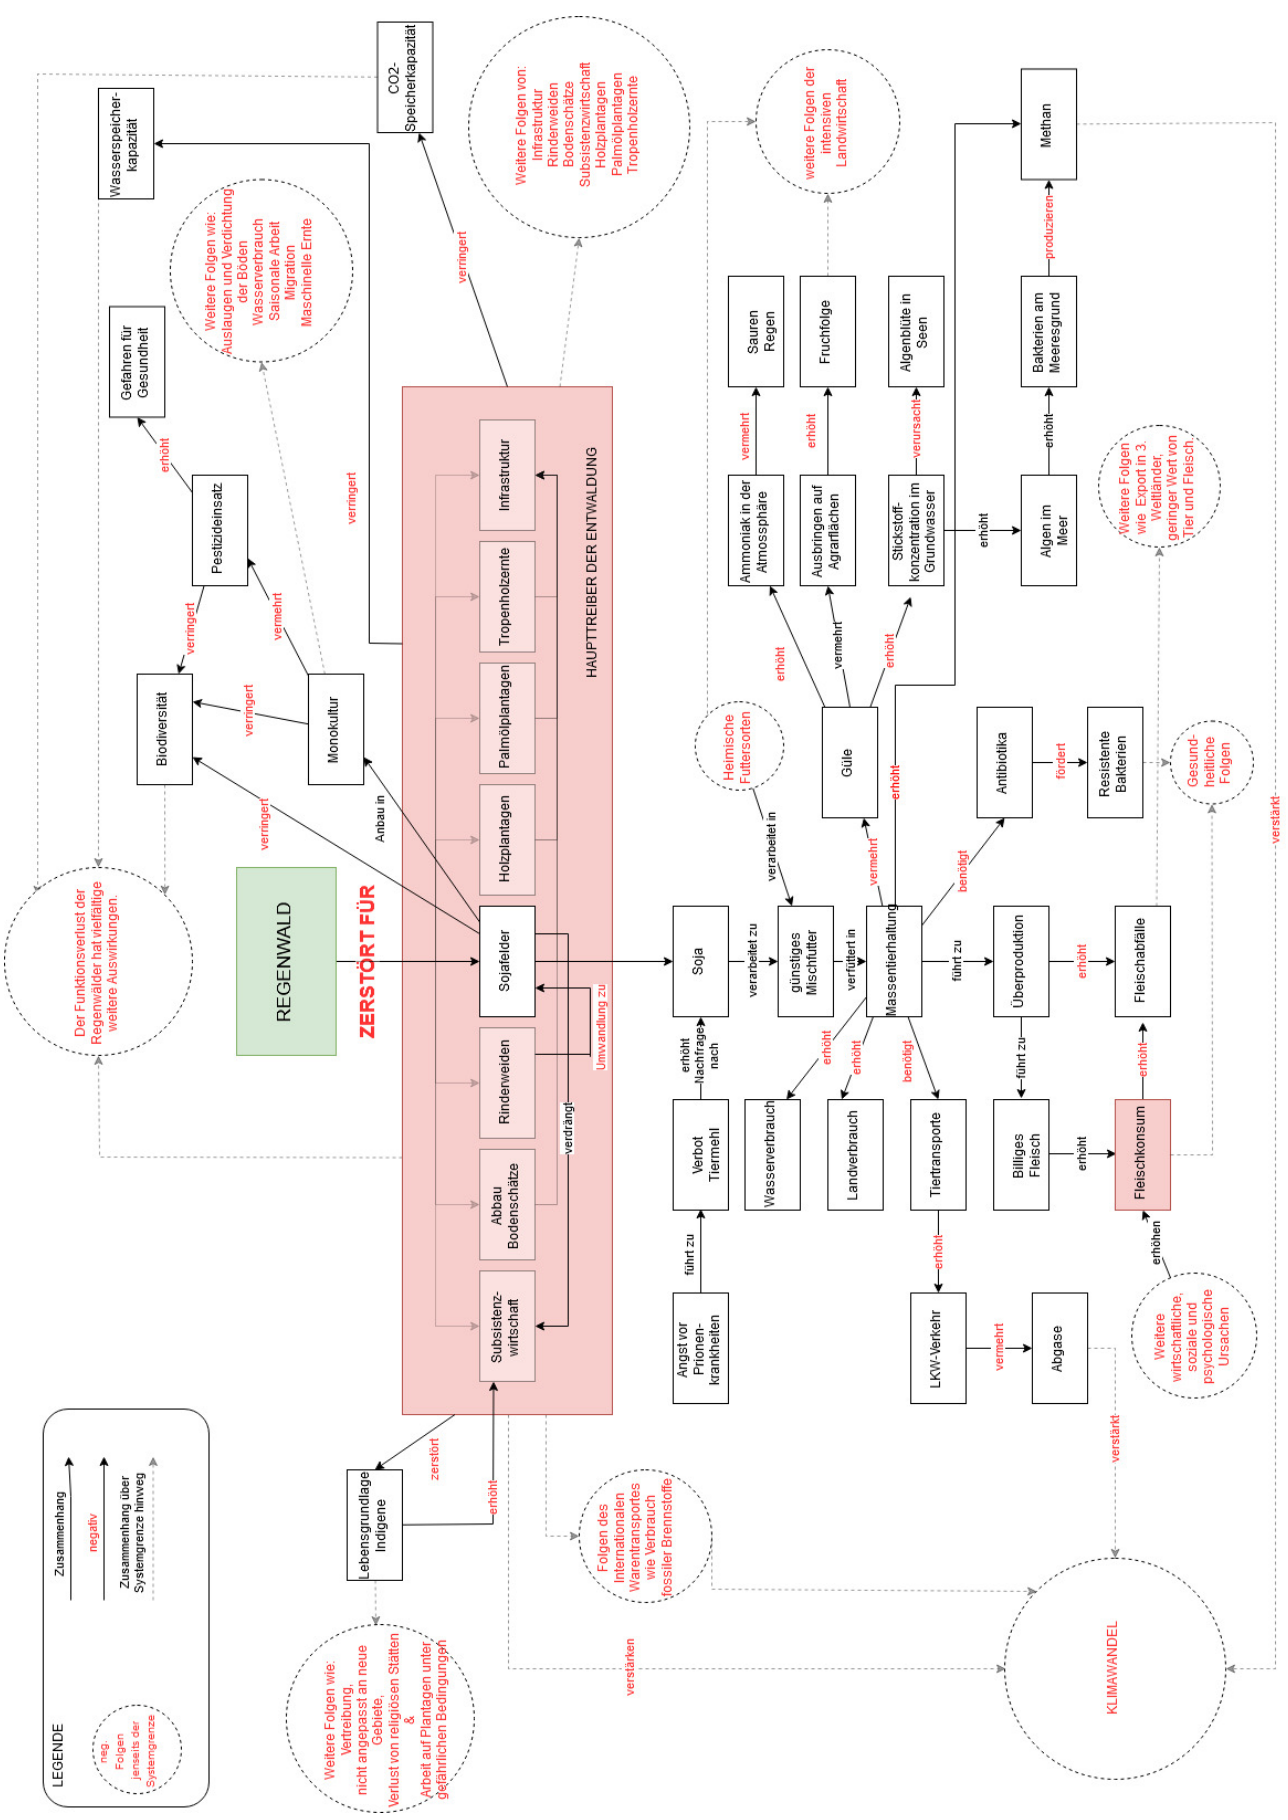 LEGENDE
neg.
Folgen
jenseits der
Systemgrenze
Zusammenhang
negativ
Zusammenhang über
Systemgrenze hinweg
Der Funktionsverlust der
Regenwälder hat vielfältige
weitere Auswirkungen.
Wasserspeicher-
kapazität
CO2-
Speicherkapazität
Gefahren für
Gesundheit
Weitere Folgen wie:
Auslaugen und Verdichtung
der Böden
Wasserverbrauch
Saisonale Arbeit
Migration
Maschinelle Ernte
Weitere Folgen von:
Infrastruktur
Rinderweiden
Bodenschätze
Subsistenzwirtschaft
Holzplantagen
Palmölplantagen
Tropenholzernte
erhöht
Pestizideinsatz
verringert
vermehrt
Biodiversität
verringert
Monokultur
verringert
Anbau in
verringert
verringert
REGENWALD
ZERSTÖRT FÜR
Lebensgrundlage
Indigene
zerstört
erhöht
Weitere Folgen wie:
Vertreibung,
nicht angepasst an neue
Gebiete,
Verlust von religiösen Stätten
&
Arbeit auf Plantagen unter
gefährlichen Bedingungen
Subsistenz-
wirtschaft
Abbau
Bodenschätze
Rinderweiden
Sojafelder
Holzplantagen
Palmölplantagen
Tropenholzernte
Infrastruktur
verdrängt
Umwandlung zu
HAUPTTREIBER DER ENTWALDUNG
Folgen des
Internationalen
Warentransportes
wie Verbrauch
fossiler Brennstoffe
verstärken
Angst vor
Prionen-
krankheiten
führt zu
Verbot
Tiermehl
erhöht
Nachfrage
nach
Soja
verarbeitet zu
günstiges
Mischfutter
verfüttert in
Heimische
Futtersorten
verarbeitet in
Massentierhaltung
Wasserverbrauch
erhöht
Landverbrauch
erhöht
Tiertransporte
benötigt
erhöht
LKW-Verkehr
vermehrt
Abgase
verstärkt
vermehrt
Güle
erhöht
vermehrt
erhöht
Ammoniak in der
Atmossphäre
vermehrt
Sauren
Regen
Ausbringen auf
Agrarflächen
erhöht
Fruchfolge
weitere Folgen der
intensiven
Landwirtschaft
Stickstoff-
konzentration im
Grundwasser
verursacht
Algenblüte in
Seen
erhöht
Algen im
Meer
erhöht
Bakterien am
Meeresgrund
produzieren
Methan
erhöht
benötigt
Antibiotika
fördert
Resistente
Bakterien
führt zu
Überproduktion
führt zu
Billiges
Fleisch
erhöht
erhöht
Fleischabfälle
Fleischkonsum
erhöht
erhöhen
Weitere
wirtschaftliche,
soziale und
psychologische
Ursachen
Gesund-
heitliche
Folgen
Weitere Folgen
wie Export in 3.
Weltländer,
geringer Wert von
Tier und Fleisch.
verstärkt
KLIMAWANDEL